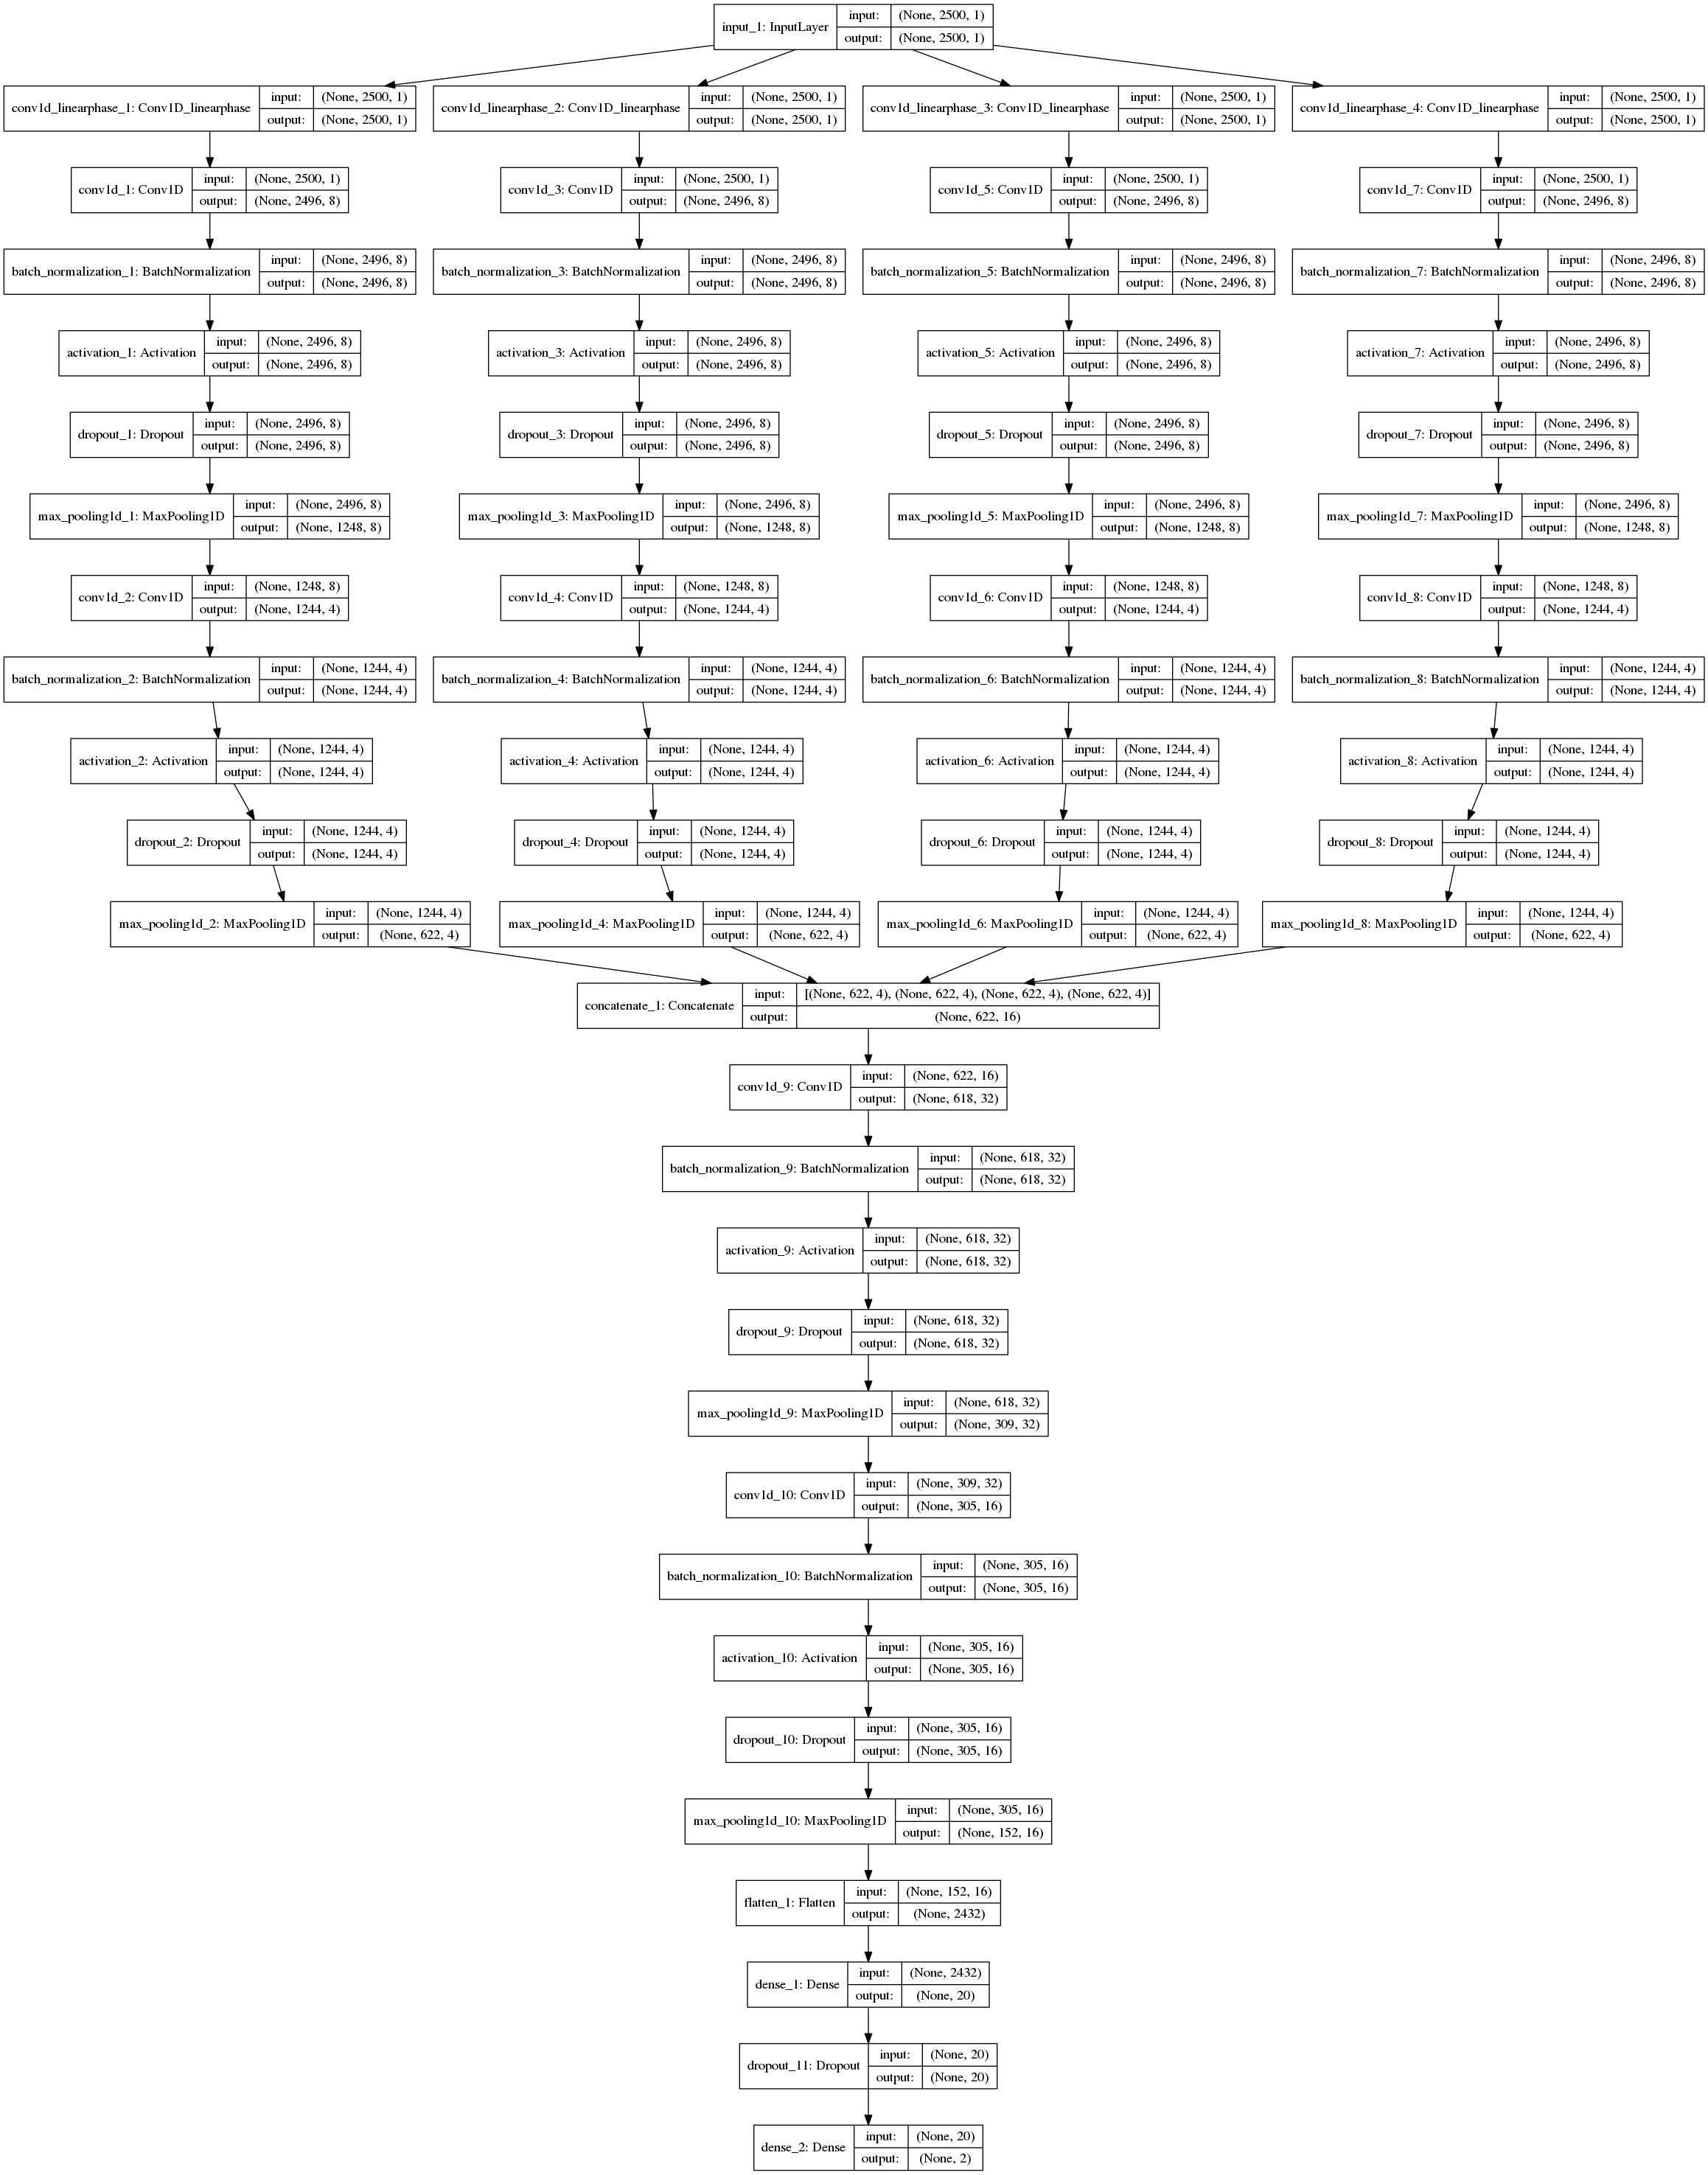 input_1: InputLayer
input: (None, 2500, 1)
output: (None, 2500, 1)
conv1d_linearphase_1: Conv1D_linearphase
input: (None, 2500, 1)
output: (None, 2500, 1)
conv1d_linearphase_2: Conv1D_linearphase
input: (None, 2500, 1)
output: (None, 2500, 1)
conv1d_linearphase_3: Conv1D_linearphase
input: (None, 2500, 1)
output: (None, 2500, 1)
conv1d_linearphase_4: Conv1D_linearphase
input: (None, 2500, 1)
output: (None, 2500, 1)
conv1d_1: Conv1D
input: (None, 2500, 1)
output: (None, 2496, 8)
conv1d_3: Conv1D
input: (None, 2500, 1)
output: (None, 2496, 8)
conv1d_5: Conv1D
input: (None, 2500, 1)
output: (None, 2496, 8)
conv1d_7: Conv1D
input: (None, 2500, 1)
output: (None, 2496, 8)
batch_normalization_1: BatchNormalization
input: (None, 2496, 8)
output: (None, 2496, 8)
batch_normalization_3: BatchNormalization
input: (None, 2496, 8)
output: (None, 2496, 8)
batch_normalization_5: BatchNormalization
input: (None, 2496, 8)
output: (None, 2496, 8)
batch_normalization_7: BatchNormalization
input: (None, 2496, 8)
output: (None, 2496, 8)
activation_1: Activation
input: (None, 2496, 8)
output: (None, 2496, 8)
activation_3: Activation
input: (None, 2496, 8)
output: (None, 2496, 8)
activation_5: Activation
input: (None, 2496, 8)
output: (None, 2496, 8)
activation_7: Activation
input: (None, 2496, 8)
output: (None, 2496, 8)
dropout_1: Dropout
input: (None, 2496, 8)
output: (None, 2496, 8)
dropout_3: Dropout
input: (None, 2496, 8)
output: (None, 2496, 8)
dropout_5: Dropout
input: (None, 2496, 8)
output: (None, 2496, 8)
dropout_7: Dropout
input: (None, 2496, 8)
output: (None, 2496, 8)
max_pooling1d_1: MaxPooling1D
input: (None, 2496, 8)
output: (None, 1248, 8)
max_pooling1d_3: MaxPooling1D
input: (None, 2496, 8)
output: (None, 1248, 8)
max_pooling1d_5: MaxPooling1D
input: (None, 2496, 8)
output: (None, 1248, 8)
max_pooling1d_7: MaxPooling1D
input: (None, 2496, 8)
output: (None, 1248, 8)
conv1d_2: Conv1D
input: (None, 1248, 8)
output: (None, 1244, 4)
conv1d_4: Conv1D
input: (None, 1248, 8)
output: (None, 1244, 4)
conv1d_6: Conv1D
input: (None, 1248, 8)
output: (None, 1244, 4)
conv1d_8: Conv1D
input: (None, 1248, 8)
output: (None, 1244, 4)
batch_normalization_2: BatchNormalization
input: (None, 1244, 4)
output: (None, 1244, 4)
batch_normalization_4: BatchNormalization
input: (None, 1244, 4)
output: (None, 1244, 4)
batch_normalization_6: BatchNormalization
input: (None, 1244, 4)
output: (None, 1244, 4)
batch_normalization_8: BatchNormalization
input: (None, 1244, 4)
output: (None, 1244, 4)
activation_2: Activation
input: (None, 1244, 4)
output: (None, 1244, 4)
activation_4: Activation
input: (None, 1244, 4)
output: (None, 1244, 4)
activation_6: Activation
input: (None, 1244, 4)
output: (None, 1244, 4)
activation_8: Activation
input: (None, 1244, 4)
output: (None, 1244, 4)
dropout_2: Dropout
input: (None, 1244, 4)
output: (None, 1244, 4)
dropout_4: Dropout
input: (None, 1244, 4)
output: (None, 1244, 4)
dropout_6: Dropout
input: (None, 1244, 4)
output: (None, 1244, 4)
dropout_8: Dropout
input: (None, 1244, 4)
output: (None, 1244, 4)
max_pooling1d_2: MaxPooling1D
input: (None, 1244, 4)
output: (None, 622, 4)
max_pooling1d_4: MaxPooling1D
input: (None, 1244, 4)
output: (None, 622, 4)
max_pooling1d_6: MaxPooling1D
input: (None, 1244, 4)
output: (None, 622, 4)
max_pooling1d_8: MaxPooling1D
input: (None, 1244, 4)
output: (None, 622, 4)
concatenate_1: Concatenate
input: [(None, 622, 4), (None, 622, 4), (None, 622, 4), (None, 622, 4)]
output: (None, 622, 16)
conv1d_9: Conv1D
input: (None, 622, 16)
output: (None, 618, 32)
batch_normalization_9: BatchNormalization
input: (None, 618, 32)
output: (None, 618, 32)
activation_9: Activation
input: (None, 618, 32)
output: (None, 618, 32)
dropout_9: Dropout
input: (None, 618, 32)
output: (None, 618, 32)
max_pooling1d_9: MaxPooling1D
input: (None, 618, 32)
output: (None, 309, 32)
conv1d_10: Conv1D
input: (None, 309, 32)
output: (None, 305, 16)
batch_normalization_10: BatchNormalization
input: (None, 305, 16)
output: (None, 305, 16)
activation_10: Activation
input: (None, 305, 16)
output: (None, 305, 16)
dropout_10: Dropout
input: (None, 305, 16)
output: (None, 305, 16)
max_pooling1d_10: MaxPooling1D
input: (None, 305, 16)
output: (None, 152, 16)
flatten_1: Flatten
input: (None, 152, 16)
output: (None, 2432)
dense_1: Dense
input: (None, 2432)
output: (None, 20)
dropout_11: Dropout
input: (None, 20)
output: (None, 20)
dense_2: Dense
input: (None, 20)
output: (None, 2)